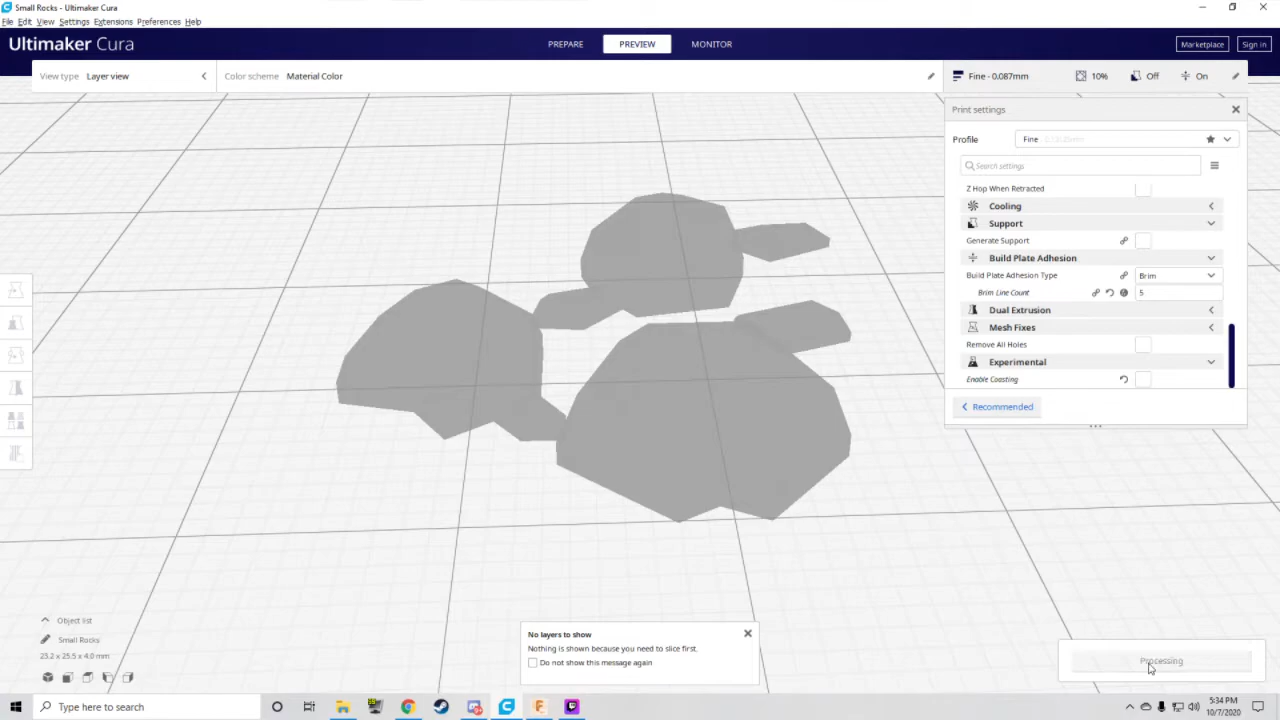 Small Rocks - Ultimaker Cura
File Edit View Settings Extensions Preferences Help
Ultimaker Cura
PREPARE
PREVIEW
MONITOR
Marketplace
Sign in
View type Layer view
Color scheme Material Color
Fine - 0.087mm
10%
Off
On
Print settings
Profile
Fine
Search settings
Z Hop When Retracted
Cooling
Support
Generate Support
Build Plate Adhesion
Build Plate Adhesion Type
Brim
Brim Line Count
5
Dual Extrusion
Mesh Fixes
Remove All Holes
Experimental
Enable Coasting
Recommended
Object list
Small Rocks
23.2 x 25.5 x 4.0 mm
No layers to show
Nothing is shown because you need to slice first.
Do not show this message again
Processing
Type here to search
5:34 PM
10/7/2020